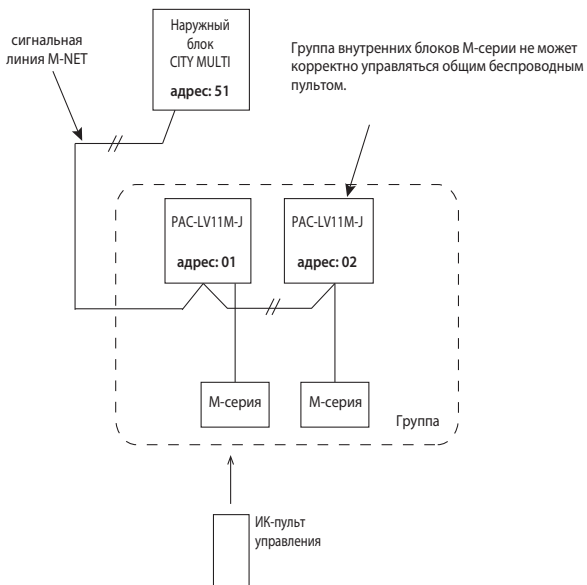 сигнальная
линия M-NET
Наружный
блок
CITY MULTI
адрес: 51
Группа внутренних блоков М-серии не может
корректно управляться общим беспроводным
пультом.
PAC-LV11M-J
адрес: 01
PAC-LV11M-J
адрес: 02
М-серия
М-серия
Группа
ИК-пульт
управления